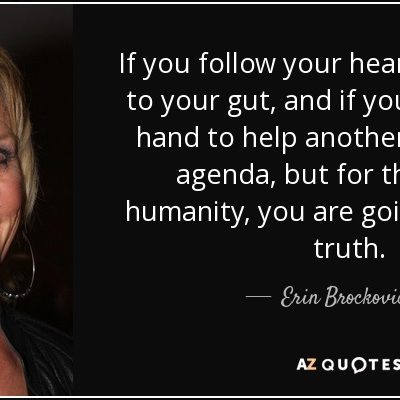 If you follow your hear
to your gut, and if you
hand to help another
agenda, but for th
humanity, you are goi
truth.
— Erin Brockovic
AZ QUOTES